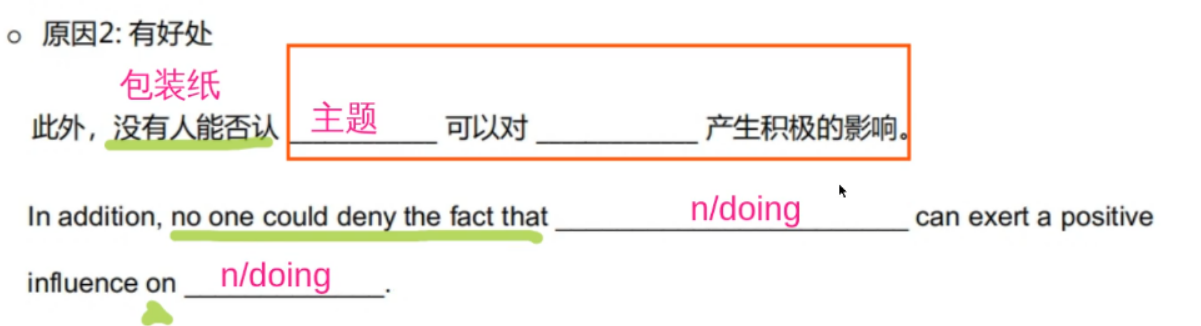 ○ 原因2: 有好处
包装纸
此外，没有人能否认 主题 可以对 ____________ 产生积极的影响。
In addition, no one could deny the fact that n/doing can exert a positive
influence on n/doing.